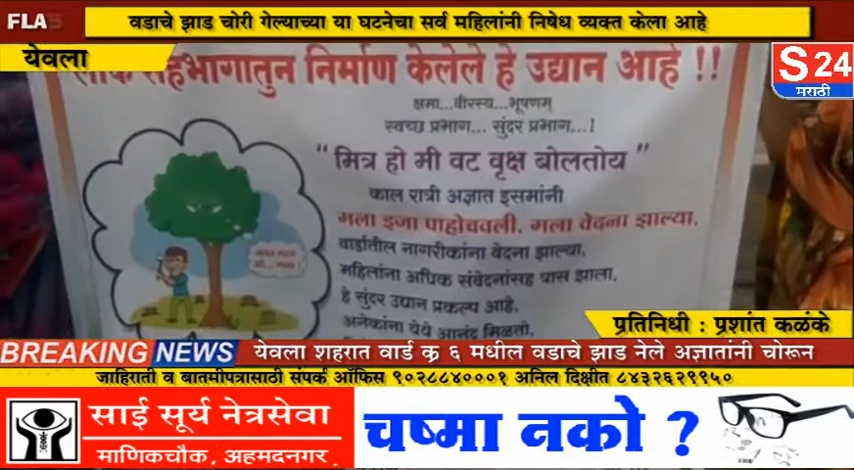 FLA
वडाचे झाड चोरी गेल्याच्या या घटनेचा सर्व महिलांनी निषेध व्यक्त केला आहे
येवला
S 24
मराठी
सहभागातुन निर्माण केलेले हे उद्यान आहे !!
क्षमा...वीरस्य...भूषणम्
स्वच्छ प्रभाग... सुंदर प्रभाग...!
" मित्र हो मी वट वृक्ष बोलतोय "
काल रात्री अज्ञात इसमांनी
मला इजा पाहोचवली, मला वेदना झाल्या,
वार्डातील नागरीकांना वेदना झाल्या,
महिलांना अधिक संवेदनांसह त्रास झाला,
हे सुंदर उद्यान प्रकल्प आहे,
अनेकांना येथे आनंद मिळतो,
प्रतिनिधी : प्रशांत कळंके
BREAKING NEWS येवला शहरात वार्ड क्र ६ मधील वडाचे झाड नेले अज्ञातांनी चोरून
जाहिराती व बातमीपत्रासाठी संपर्क ऑफिस ९०२८८४०००१ अनिल दिक्षीत ८४३२६२९९५०
साई सूर्य नेत्रसेवा
माणिकचौक, अहमदनगर.
चष्मा नको ?